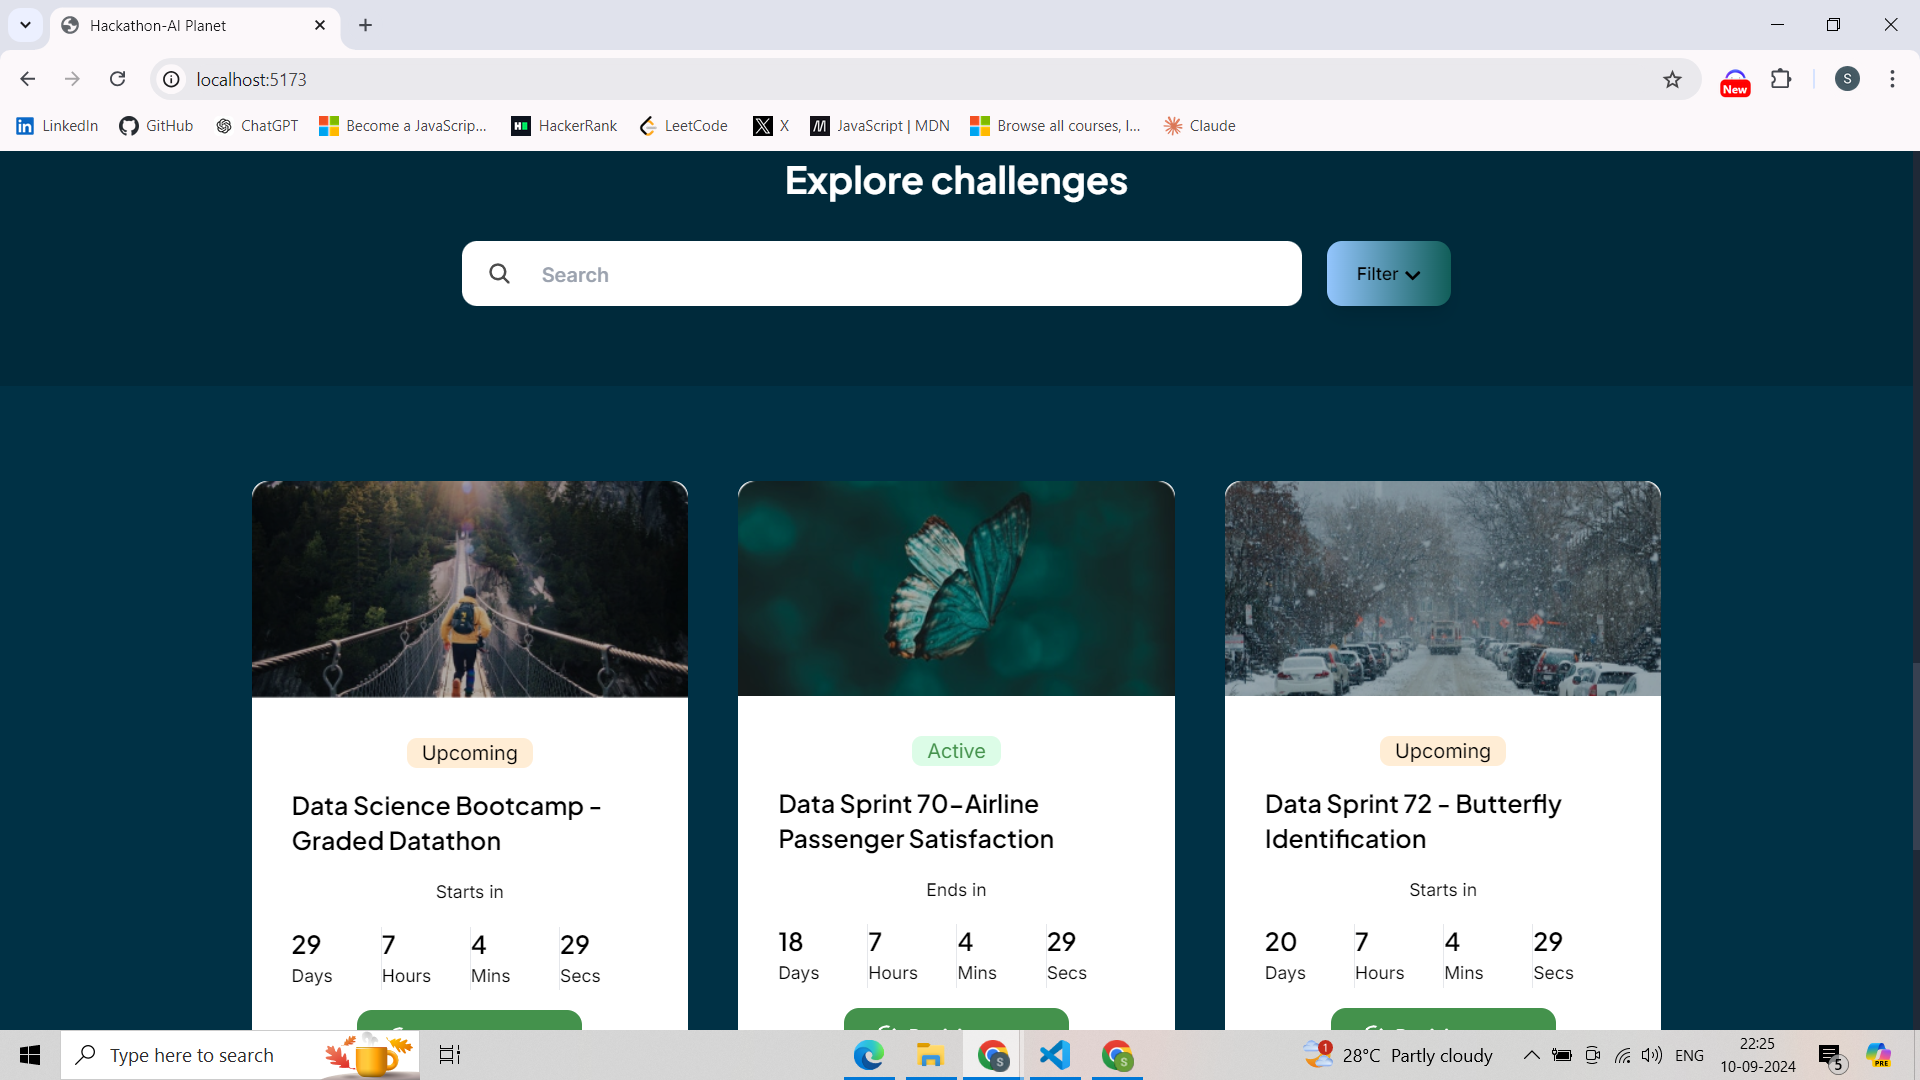 Hackathon-AI Planet
localhost:5173
New
S
LinkedIn GitHub ChatGPT Become a JavaScrip... HackerRank LeetCode X JavaScript | MDN Browse all courses, l... Claude
Explore challenges
Search
Filter
Upcoming
Data Science Bootcamp -
Graded Datathon
Starts in
29 7 4 29
Days Hours Mins Secs
Active
Data Sprint 70-Airline
Passenger Satisfaction
Ends in
18 7 4 29
Days Hours Mins Secs
Upcoming
Data Sprint 72 - Butterfly
Identification
Starts in
20 7 4 29
Days Hours Mins Secs
Type here to search
1
28°C Partly cloudy
ENG
22:25
10-09-2024
5
PRE